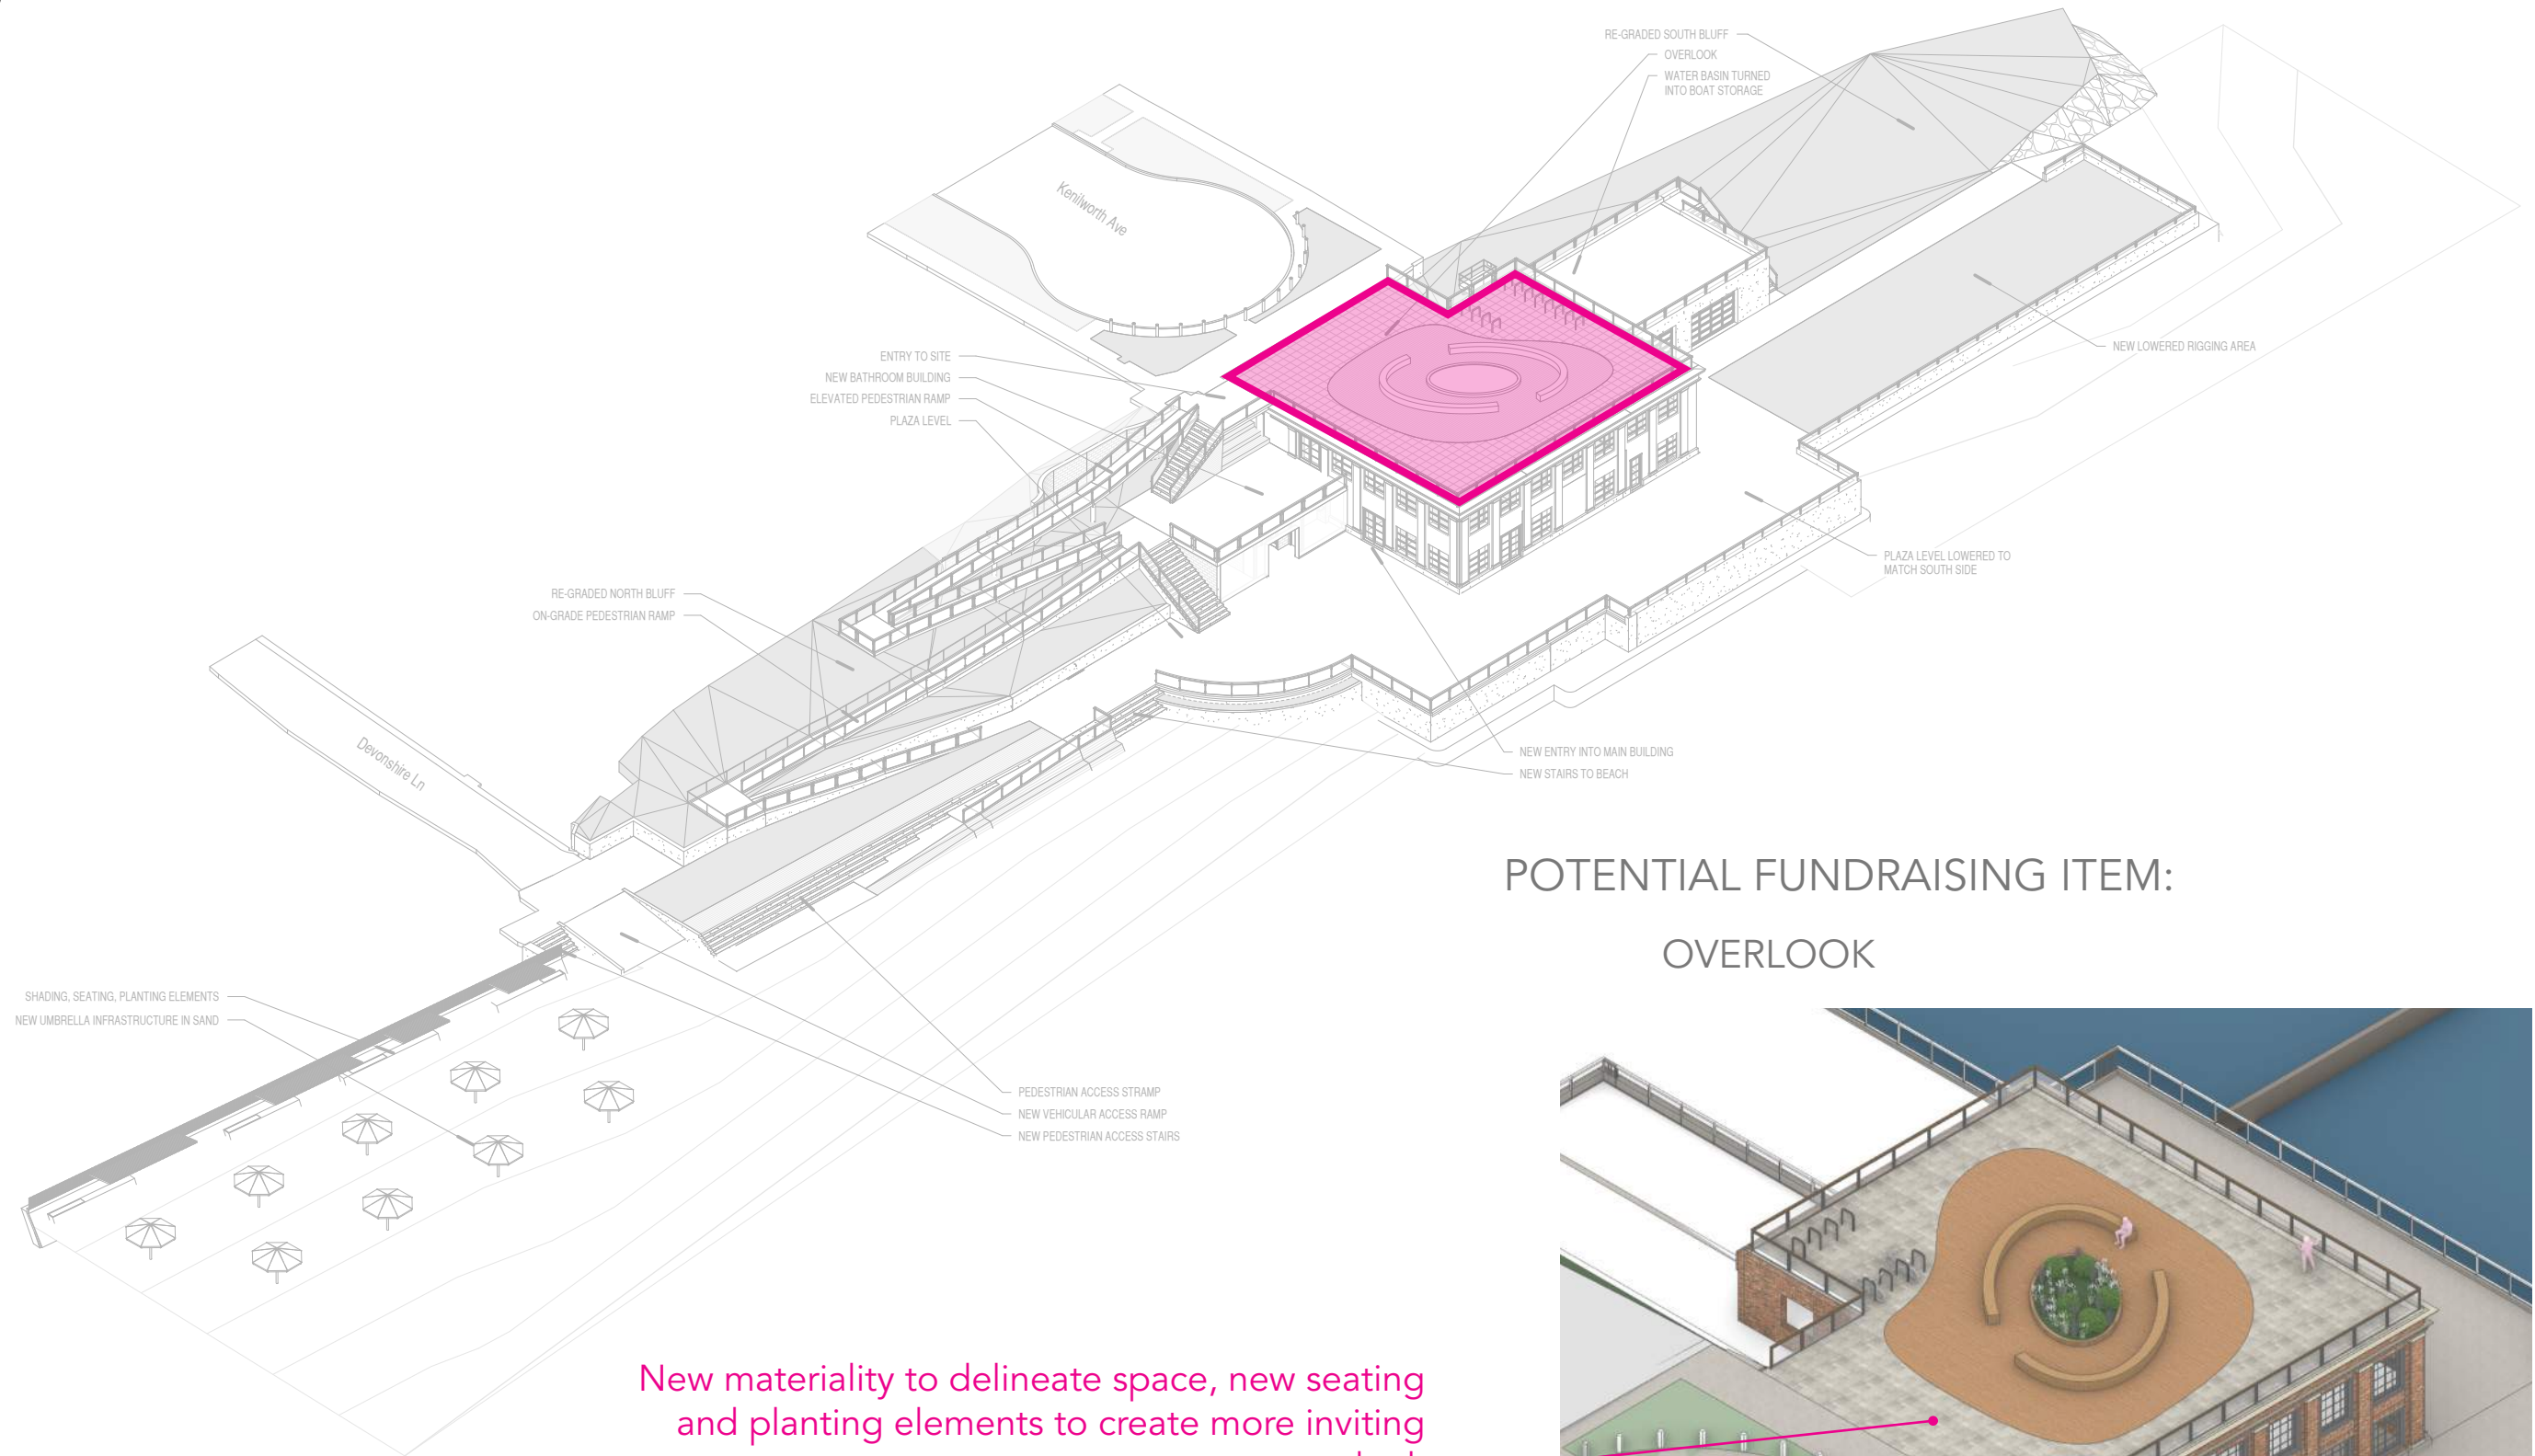 RE-GRADED SOUTH BLUFF
OVERLOOK
WATER BASIN TURNED
INTO BOAT STORAGE
Kenilworth Ave
ENTRY TO SITE
NEW BATHROOM BUILDING
ELEVATED PEDESTRIAN RAMP
PLAZA LEVEL
NEW LOWERED RIGGING AREA
PLAZA LEVEL LOWERED TO
MATCH SOUTH SIDE
RE-GRADED NORTH BLUFF
ON-GRADE PEDESTRIAN RAMP
Devonshire Ln
NEW ENTRY INTO MAIN BUILDING
NEW STAIRS TO BEACH
POTENTIAL FUNDRAISING ITEM:
OVERLOOK
SHADING, SEATING, PLANTING ELEMENTS
NEW UMBRELLA INFRASTRUCTURE IN SAND
PEDESTRIAN ACCESS STRAMP
NEW VEHICULAR ACCESS RAMP
NEW PEDESTRIAN ACCESS STAIRS
New materiality to delineate space, new seating
and planting elements to create more inviting